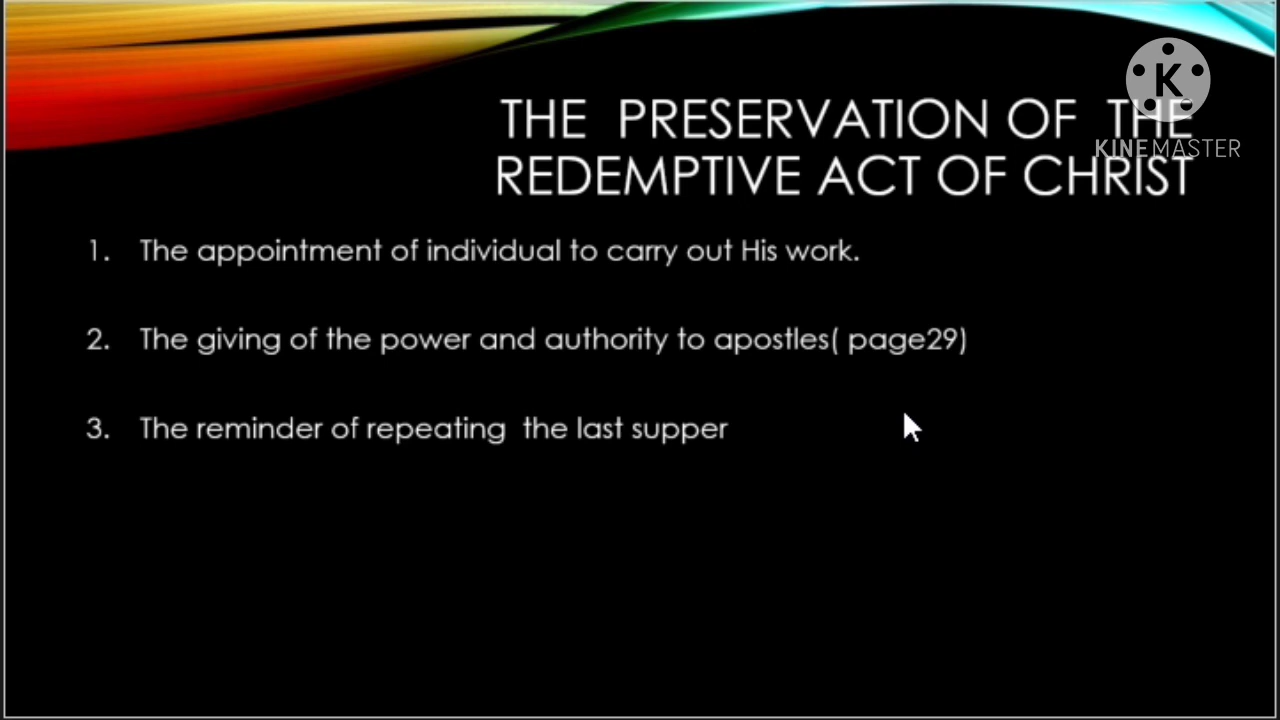 THE PRESERVATION OF THE
REDEMPTIVE ACT OF CHRIST
K
KINEMASTER
1. The appointment of individual to carry out His work.
2. The giving of the power and authority to apostles( page29)
3. The reminder of repeating the last supper